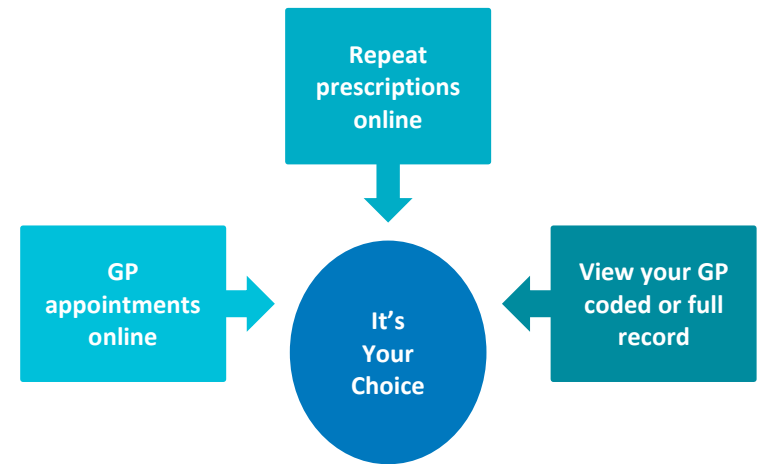 Repeat
prescriptions
online
GP
appointments
online
It’s
Your
Choice
View your GP
coded or full
record